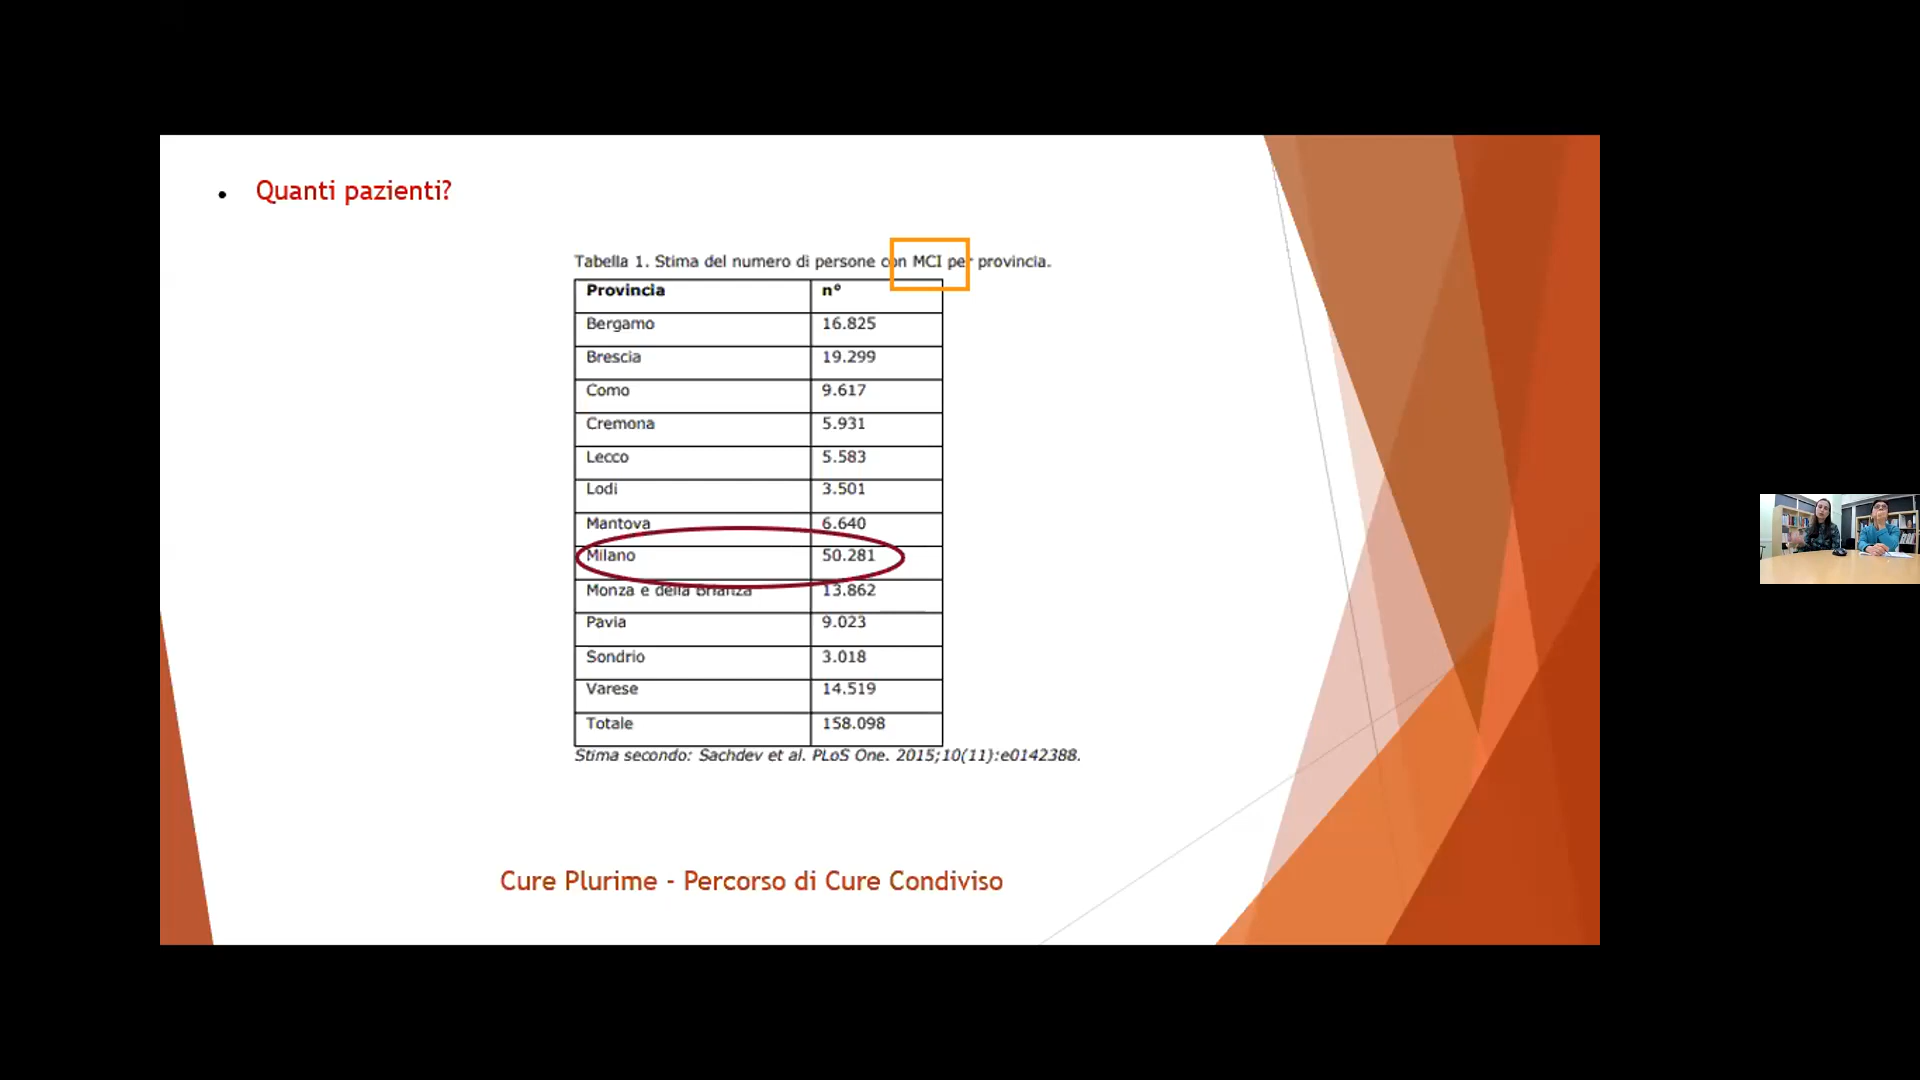 • Quanti pazienti?
Tabella 1. Stima del numero di persone con MCI per provincia.
Provincia n°
Bergamo 16.825
Brescia 19.299
Como 9.617
Cremona 5.931
Lecco 5.583
Lodi 3.501
Mantova 6.640
Milano 50.281
Monza e della Brianza 13.862
Pavia 9.023
Sondrio 3.018
Varese 14.519
Totale 158.098
Stima secondo: Sachdev et al. PLoS One. 2015;10(11):e0142388.
Cure Plurime - Percorso di Cure Condiviso